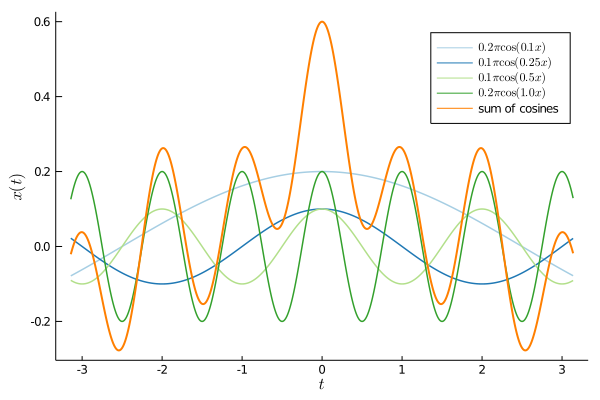 0.6
0.4
0.2
0.0
-0.2
x(t)
-3 -2 -1 0 1 2 3
t
0.2πcos(0.1x)
0.1πcos(0.25x)
0.1πcos(0.5x)
0.2πcos(1.0x)
sum of cosines